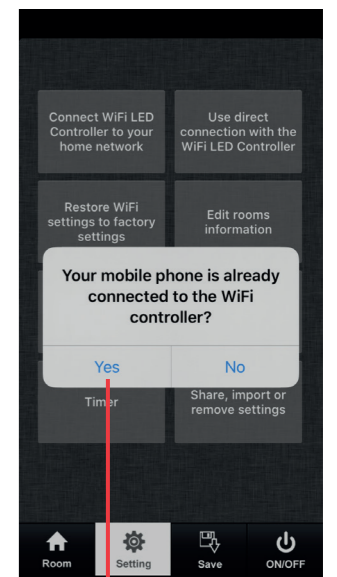 Connect WiFi LED
Controller to your
home network
Use direct
connection with the
WiFi LED Controller
Restore WiFi
settings to factory
settings
Edit rooms
information
Your mobile phone is already
connected to the WiFi
controller?
Yes
No
Timer
Share, import or
remove settings
Room
Setting
Save
ON/OFF